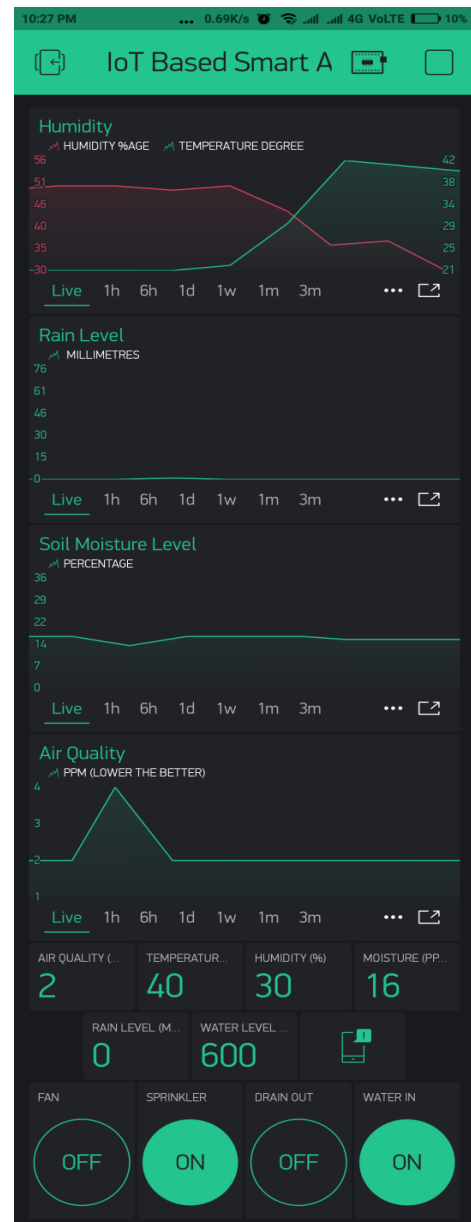 10:27 PM ... 0.69K/s 4G VoLTE 10%
IoT Based Smart A
Humidity
HUMIDITY %AGE TEMPERATURE DEGREE
56 42
51 38
46 34
40 29
35 25
30 21
Live 1h 6h 1d 1w 1m 3m ...
Rain Level
MILLIMETRES
76
61
46
30
15
0
Live 1h 6h 1d 1w 1m 3m ...
Soil Moisture Level
PERCENTAGE
36
29
22
14
7
0
Live 1h 6h 1d 1w 1m 3m ...
Air Quality
PPM (LOWER THE BETTER)
4
3
2
1
Live 1h 6h 1d 1w 1m 3m ...
AIR QUALITY (... TEMPERATUR... HUMIDITY (%) MOISTURE (PP...
2 40 30 16
RAIN LEVEL (M... WATER LEVEL ...
0 600
FAN SPRINKLER DRAIN OUT WATER IN
OFF ON OFF ON